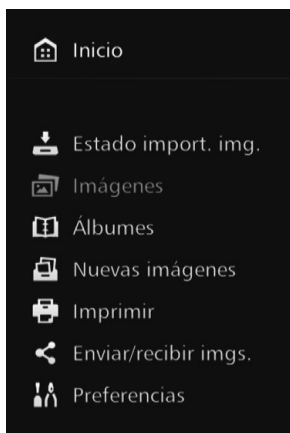 Inicio
Estado import. img.
Imágenes
Álbumes
Nuevas imágenes
Imprimir
Enviar/recibir imgs.
Preferencias